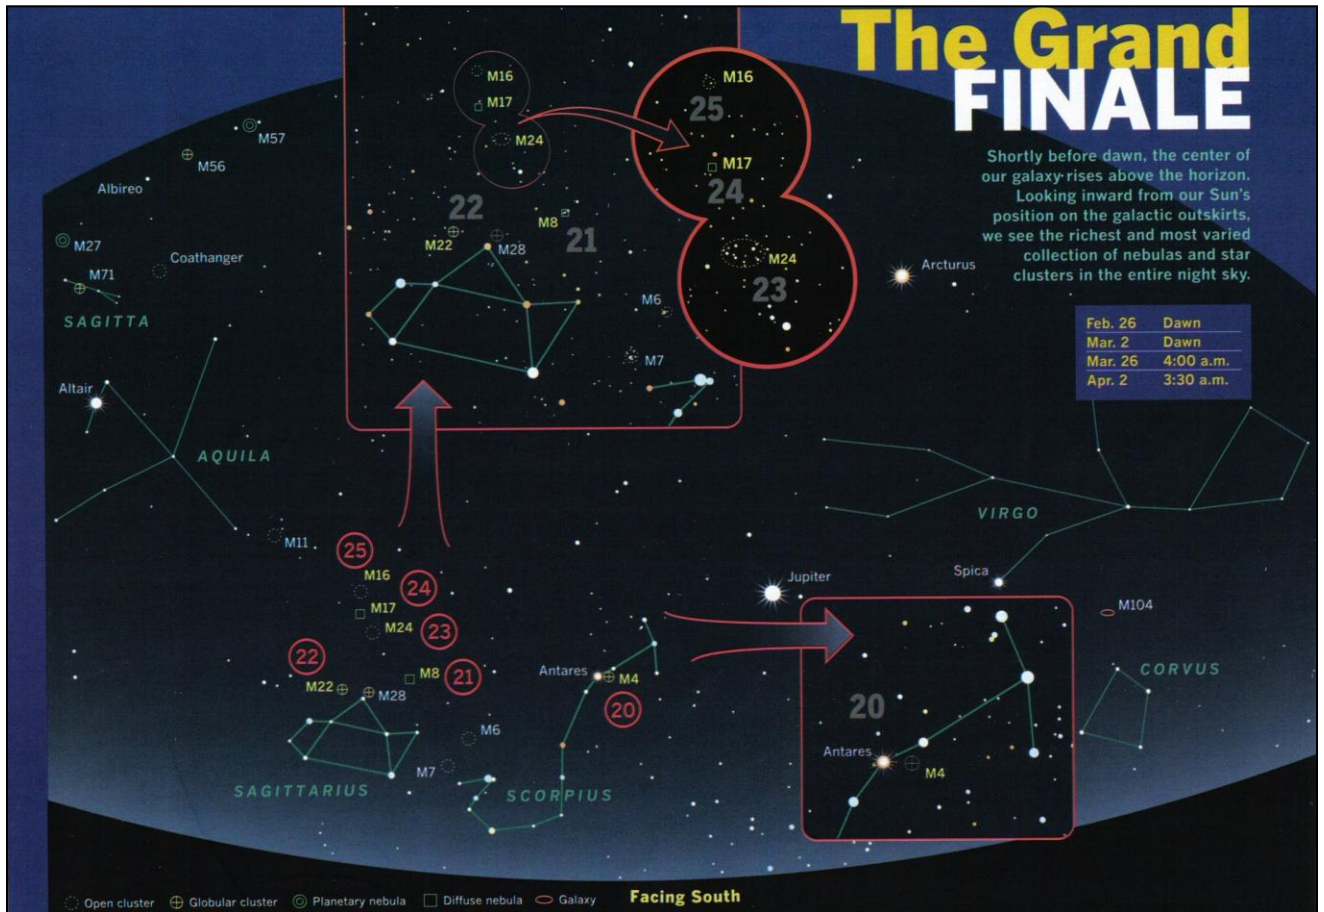 The Grand
FINALE
Shortly before dawn, the center of
our galaxy rises above the horizon.
Looking inward from our Sun's
position on the galactic outskirts,
we see the richest and most varied
collection of nebulas and star
clusters in the entire night sky.
Feb. 26 Dawn
Mar. 2 Dawn
Mar. 26 4:00 a.m.
Apr. 2 3:30 a.m.
M16
M17
M24
22
M22
M28
M8
21
M6
M7
M16
25
M17
24
M24
23
M57
M56
Albireo
M27
M71
Coathanger
SAGITTA
Altair
AQUILA
M11
Arcturus
VIRGO
Spica
Jupiter
M104
CORVUS
25
M16
24
M17
M24
23
22
M8
21
M22
M28
M6
M7
SAGITTARIUS
SCORPIUS
Antares
M4
20
20
Antares
M4
Open cluster
Globular cluster
Planetary nebula
Diffuse nebula
Galaxy
Facing South